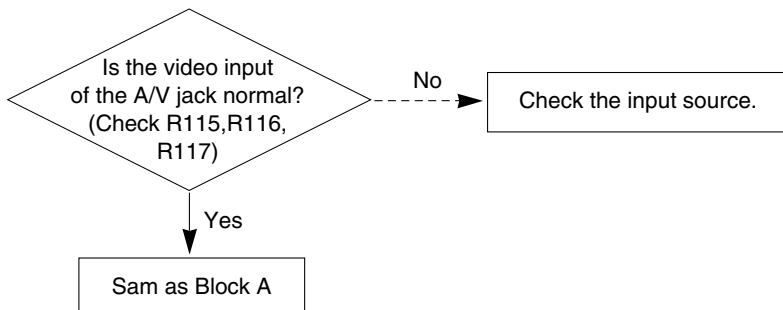 Is the video input
of the A/V jack normal?
(Check R115,R116,
R117)
No
Check the input source.
Yes
Sam as Block A